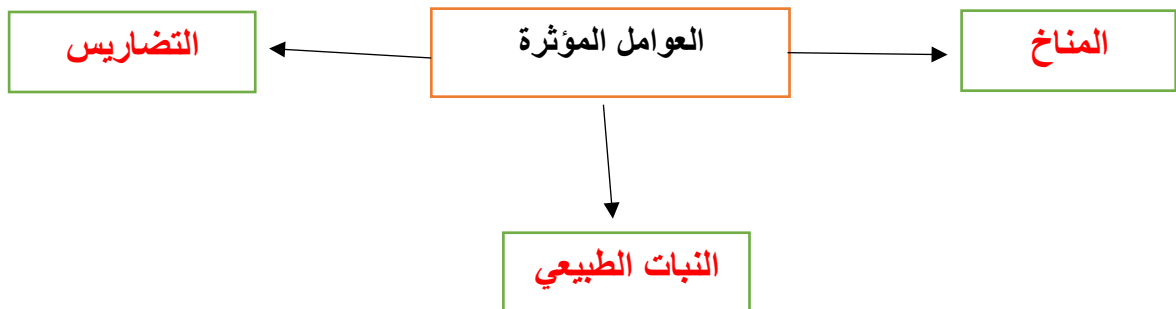 العوامل المؤثرة
المناخ
التضاريس
النبات الطبيعي